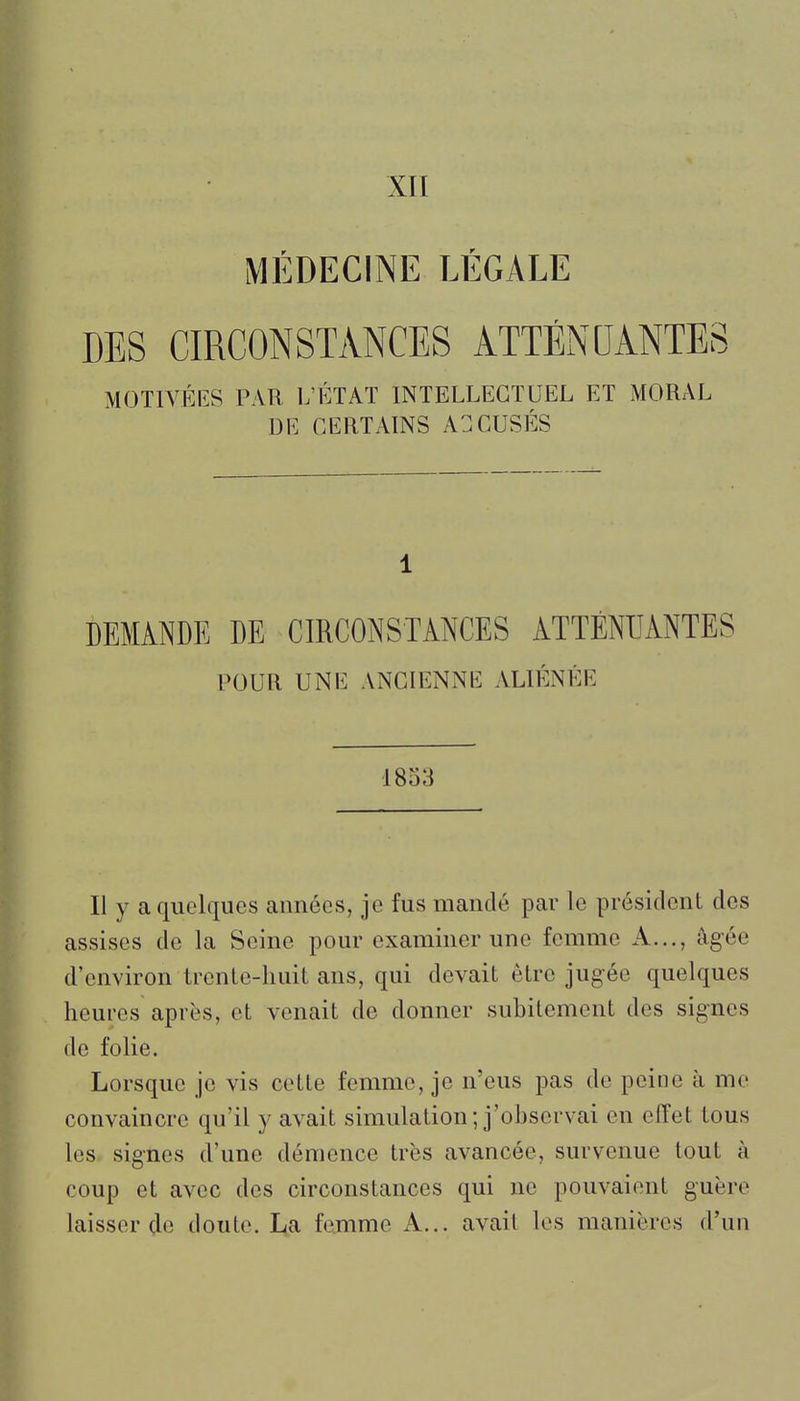 XII
MÉDECINE LÉGALE
DES CIRCONSTANCES ATTÉNUANTES
MOTIVÉES PAR L'ÉTAT INTELLECTUEL ET MORAL
DE CERTAINS ACCUSÉS
1
DEMANDE DE CIRCONSTANCES ATTÉNUANTES
POUR UNE ANCIENNE ALIÉNÉE
1853
Il y a quelques années, je fus mandé par le président des
assises de la Seine pour examiner une femme A..., âgée
d'environ trente-huit ans, qui devait être jugée quelques
heures après, et venait de donner subitement des signes
de folie.
Lorsque je vis cette femme, je n'eus pas de peine à me
convaincre qu'il y avait simulation; j'observai en effet tous
les signes d'une démence très avancée, survenue tout à
coup et avec des circonstances qui ne pouvaient guère
laisser de doute. La femme A... avait les manières d'un